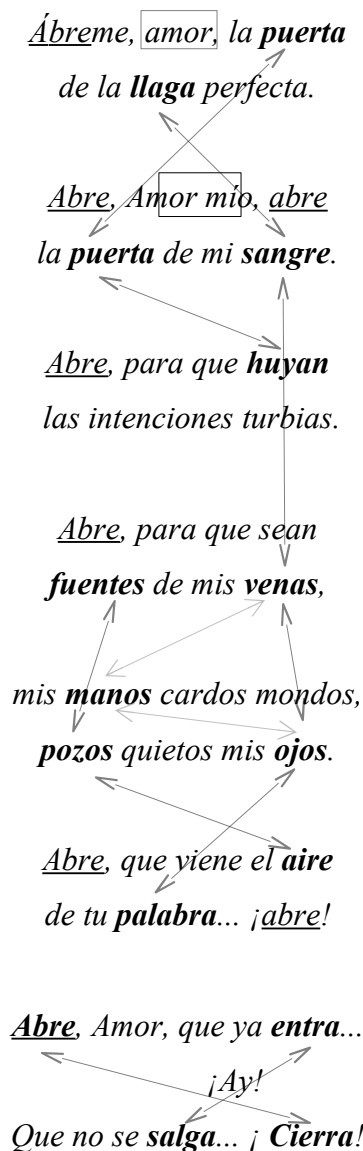 Ábreme, amor, la puerta
de la llaga perfecta.
Abre, Amor mío, abre
la puerta de mi sangre.
Abre, para que huyan
las intenciones turbias.
Abre, para que sean
fuentes de mis venas,
mis manos cardos mondos,
pozos quietos mis ojos.
Abre, que viene el aire
de tu palabra... ¡abre!
Abre, Amor, que ya entra...
¡Ay!
Que no se salga... ¡ Cierra!